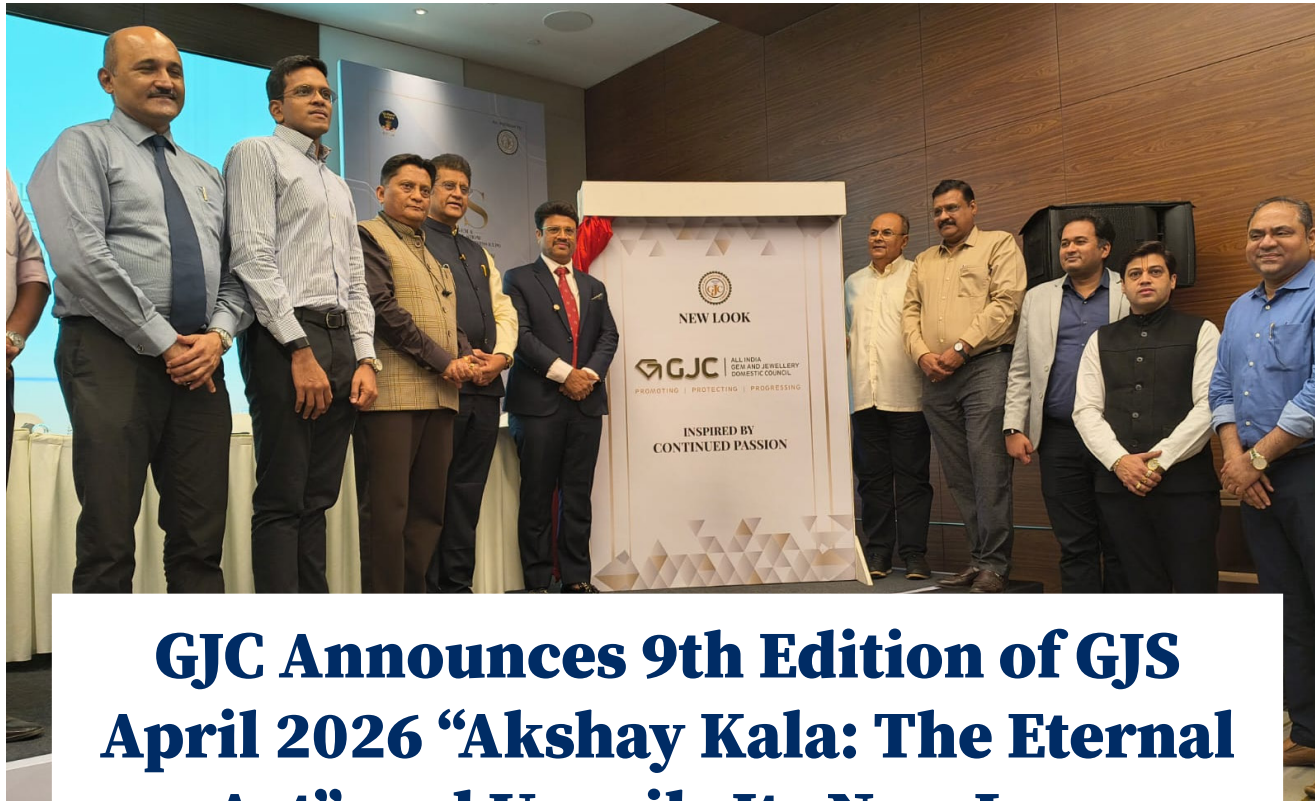 GJC
NEW LOOK
GJC
ALL INDIA
GEM AND JEWELLERY
DOMESTIC COUNCIL
PROMOTING | PROTECTING | PROGRESSING
INSPIRED BY
CONTINUED PASSION
GJC Announces 9th Edition of GJS
April 2026 “Akshay Kala: The Eternal